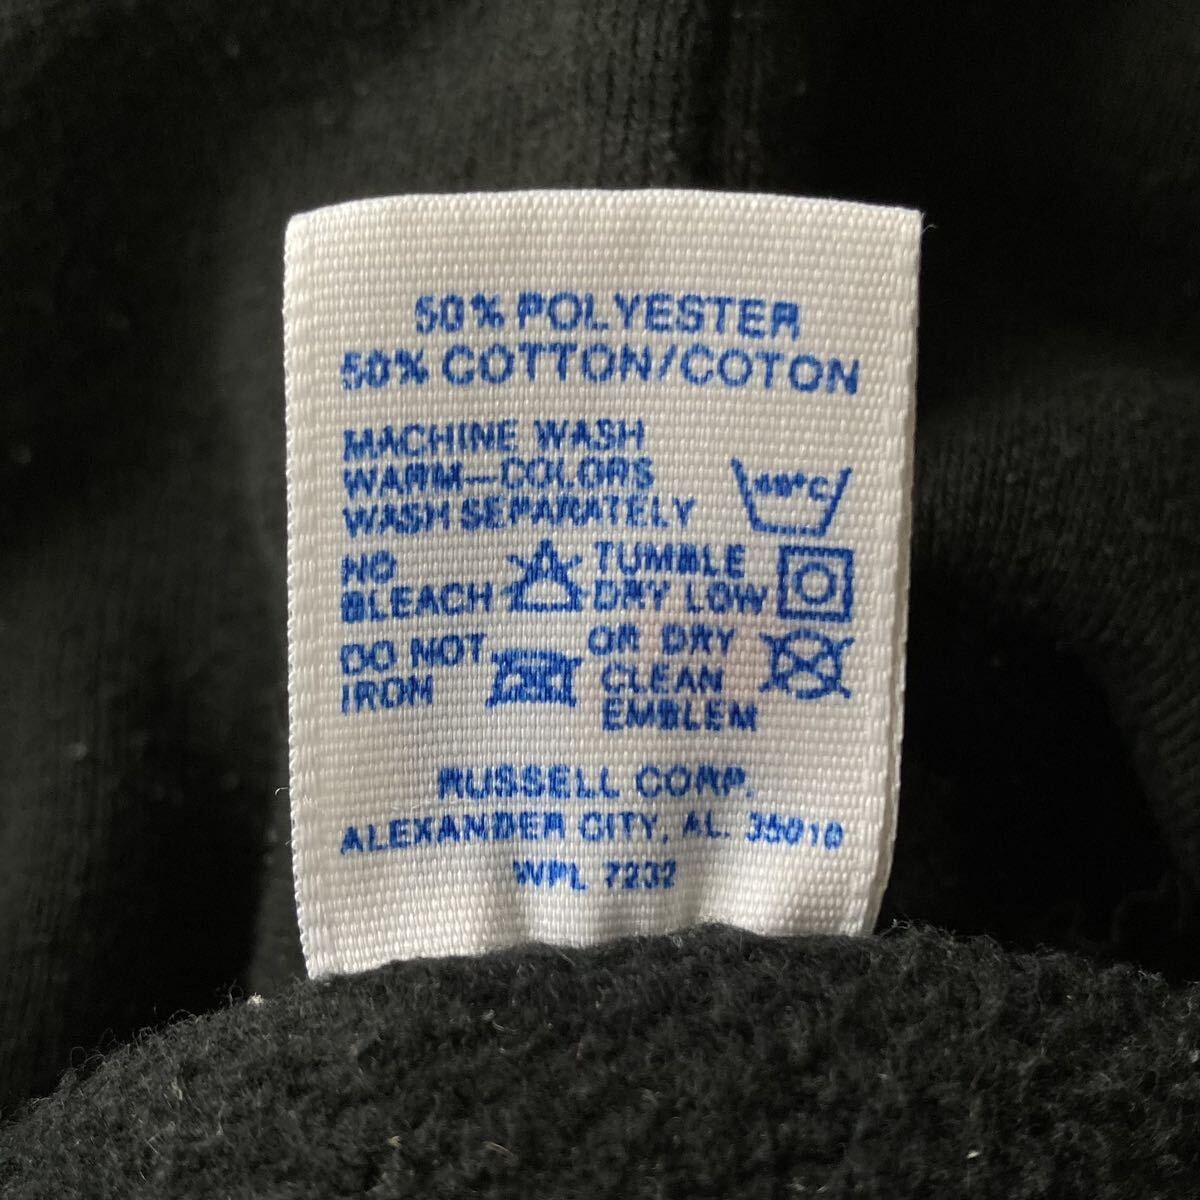 50% POLYESTER
50% COTTON/COTON
MACHINE WASH
WARM—COLORS
WASH SEPARATELY
40°C
NO
BLEACH
TUMBLE
DRY LOW
DO NOT
IRON
OR DRY
CLEAN
EMBLEM
RUSSELL CORP.
ALEXANDER CITY, AL. 35010
WPL 7232